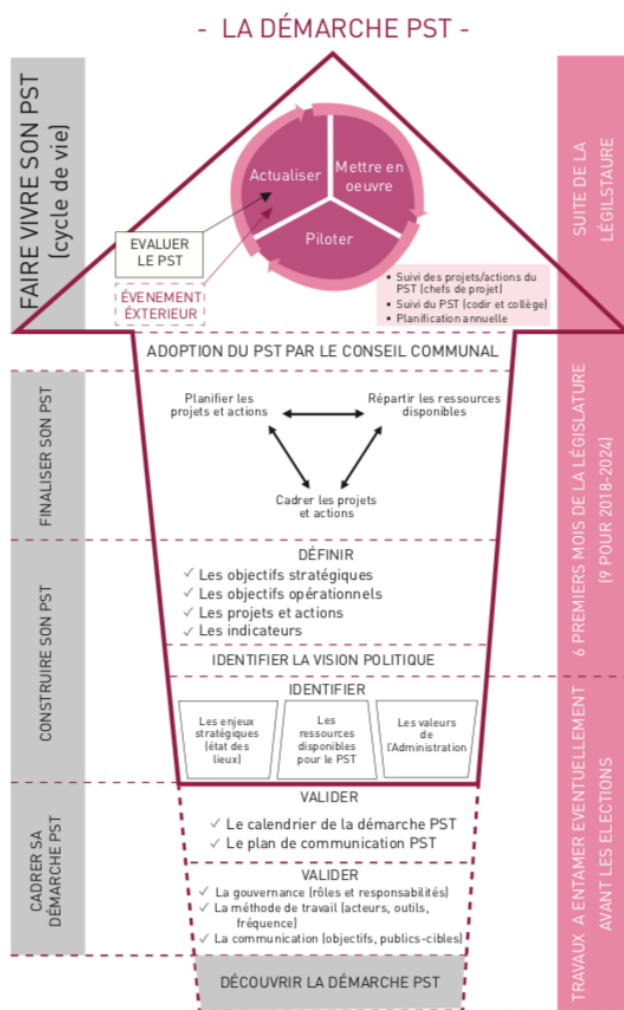 - LA DÉMARCHE PST -
FAIRE VIVRE SON PST
(cycle de vie)
Actualiser
Mettre en
oeuvre
Piloter
EVALUER
LE PST
ÉVENEMENT
ÉXTERIEUR
• Suivi des projets/actions du
PST (chefs de projet)
• Suivi du PST (codir et collège)
• Planification annuelle
SUITE DE LA
LÉGILSTAURE
ADOPTION DU PST PAR LE CONSEIL COMMUNAL
FINALISER SON PST
Planifier les
projets et actions
Répartir les ressources
disponibles
Cadrer les projets
et actions
6 PREMIERS MOIS DE LA LÉGISLATURE
(9 POUR 2018-2024)
CONSTRUIRE SON PST
DÉFINIR
✓ Les objectifs stratégiques
✓ Les objectifs opérationnels
✓ Les projets et actions
✓ Les indicateurs
IDENTIFIER LA VISION POLITIQUE
IDENTIFIER
Les enjeux
stratégiques
(état des
lieux)
Les
ressources
disponibles
pour le PST
Les valeurs
de
l'Administration
TRAVAUX A ENTAMER EVENTUELLEMENT
AVANT LES ELECTIONS
CADRER SA
DÉMARCHE PST
VALIDER
✓ Le calendrier de la démarche PST
✓ Le plan de communication PST
VALIDER
✓ La gouvernance (rôles et responsabilités)
✓ La méthode de travail (acteurs, outils,
fréquence)
✓ La communication (objectifs, publics-cibles)
DÉCOUVRIR LA DÉMARCHE PST